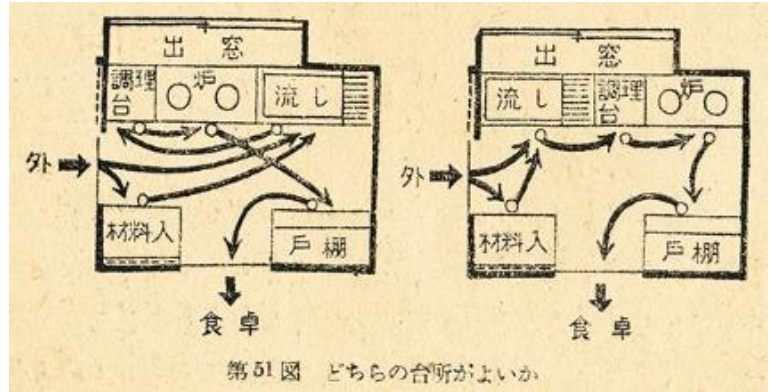 出窓
調理台
炉
流し
外
材料入
戶棚
食卓
出窓
流し
調理台
炉
外
材料入
戶棚
食卓
第51図 どちらの台所がよいか